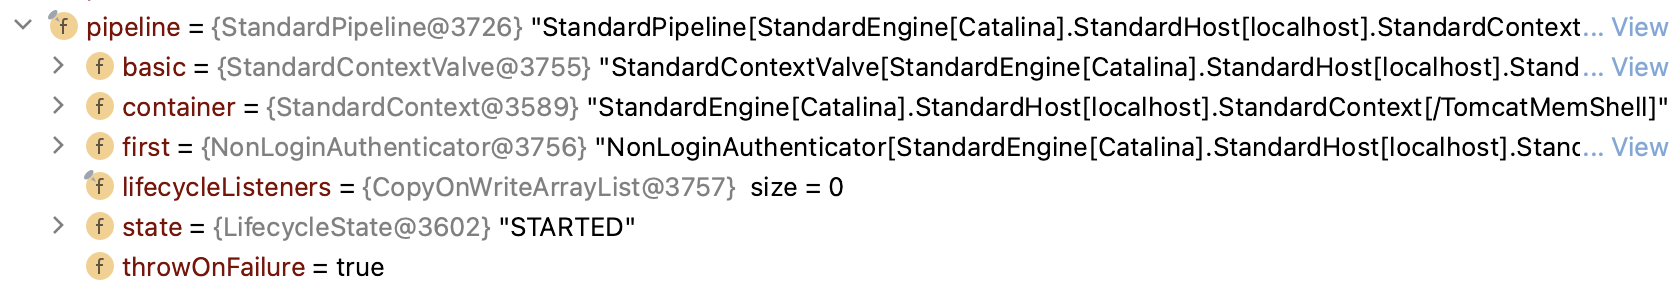 f pipeline = {StandardPipeline@3726} "StandardPipeline[StandardEngine[Catalina].StandardHost[localhost].StandardContext... View
f basic = {StandardContextValve@3755} "StandardContextValve[StandardEngine[Catalina].StandardHost[localhost].Stand... View
f container = {StandardContext@3589} "StandardEngine[Catalina].StandardHost[localhost].StandardContext[/TomcatMemShell]"
f first = {NonLoginAuthenticator@3756} "NonLoginAuthenticator[StandardEngine[Catalina].StandardHost[localhost].Stanc... View
f lifecycleListeners = {CopyOnWriteArrayList@3757} size = 0
f state = {LifecycleState@3602} "STARTED"
f throwOnFailure = true